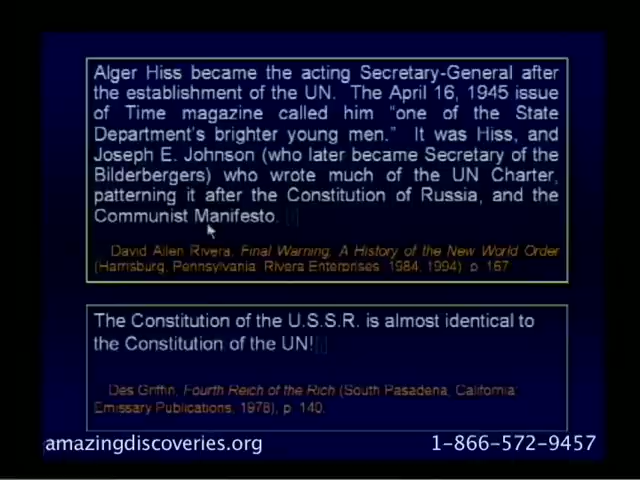 Alger Hiss became the acting Secretary-General after
the establishment of the UN. The April 16, 1945 issue
of Time magazine called him "one of the State
Department's brighter young men." It was Hiss, and
Joseph E. Johnson (who later became Secretary of the
Bilderbergers) who wrote much of the UN Charter,
patterning it after the Constitution of Russia, and the
Communist Manifesto.
David Allen Rivera, Final Warning, A History of the New World Order
(Harrisburg, Pennsylvania: Rivera Enterprises, 1984, 1994) p. 167
The Constitution of the U.S.S.R. is almost identical to
the Constitution of the UN!
Des Griffin, Fourth Reich of the Rich (South Pasadena, California:
Emissary Publications, 1978), p. 140.
amazingdiscoveries.org 1-866-572-9457